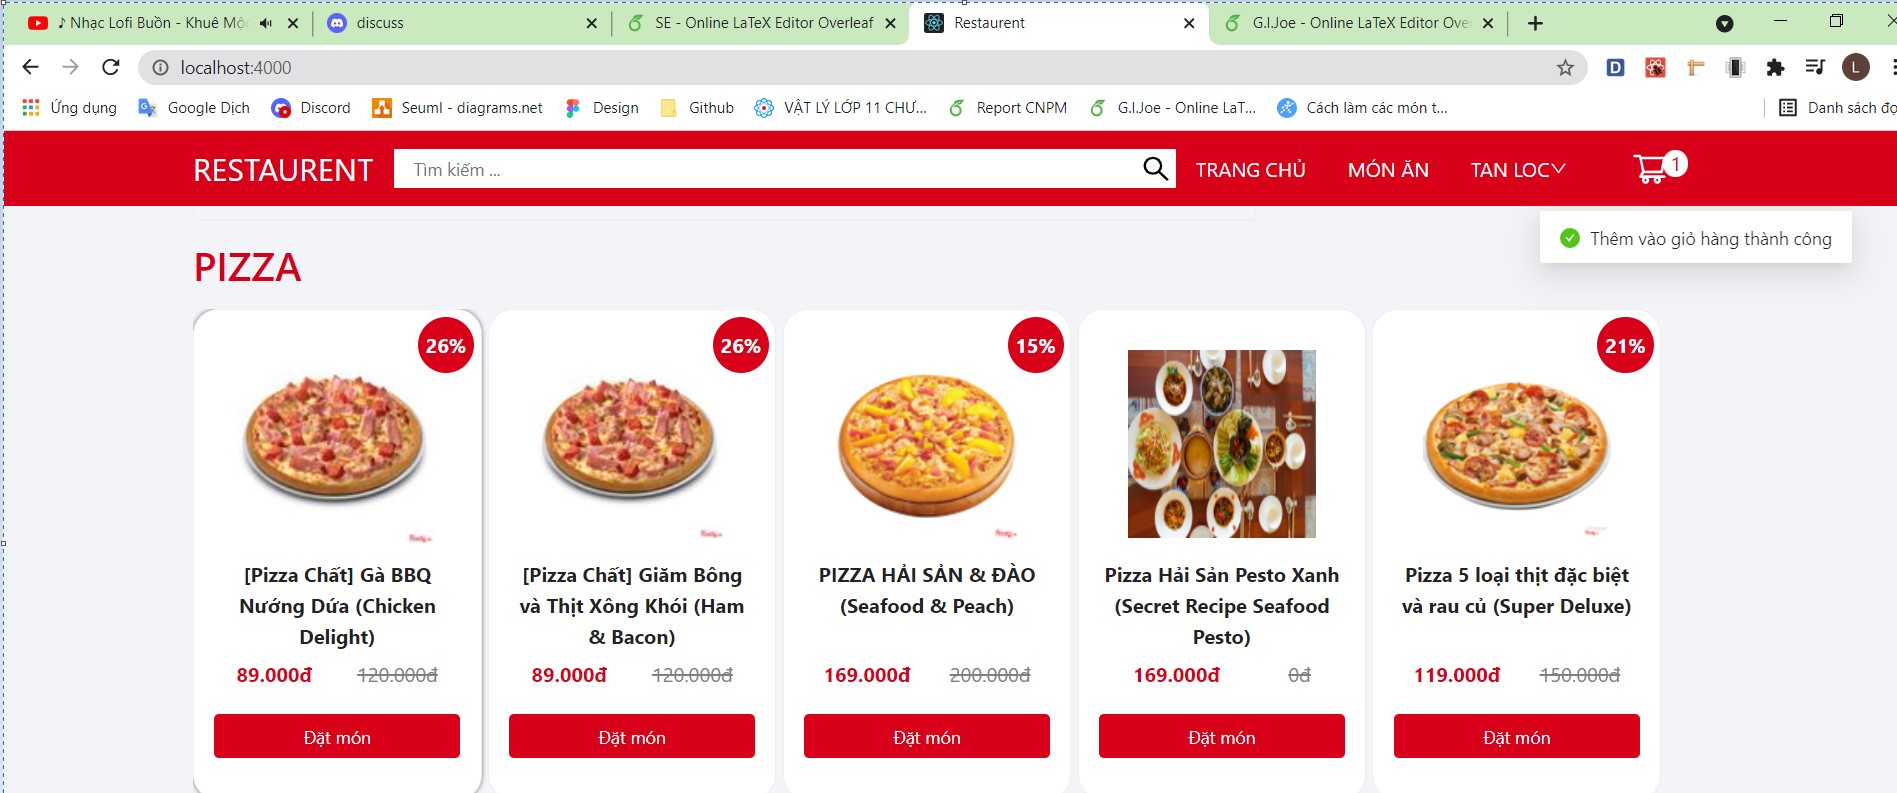 ♪ Nhạc Lofi Buồn - Khuê Mộc
discuss
SE - Online LaTeX Editor Overleaf
Restaurent
G.I.Joe - Online LaTeX Editor Over
localhost:4000
D
L
Ứng dụng
Google Dịch
Discord
Seuml - diagrams.net
Design
Github
VẬT LÝ LỚP 11 CHƯ...
Report CNPM
G.I.Joe - Online LaT...
Cách làm các món t...
Danh sách đọ
RESTAURENT
Tìm kiếm ...
TRANG CHỦ
MÓN ĂN
TAN LOC
1
Thêm vào giỏ hàng thành công
PIZZA
26%
26%
15%
21%
[Pizza Chất] Gà BBQ
Nướng Dứa (Chicken
Delight)
89.000đ
120.000đ
Đặt món
[Pizza Chất] Giăm Bông
và Thịt Xông Khói (Ham
& Bacon)
89.000đ
120.000đ
Đặt món
PIZZA HẢI SẢN & ĐÀO
(Seafood & Peach)
169.000đ
200.000đ
Đặt món
Pizza Hải Sản Pesto Xanh
(Secret Recipe Seafood
Pesto)
169.000đ
0đ
Đặt món
Pizza 5 loại thịt đặc biệt
và rau củ (Super Deluxe)
119.000đ
150.000đ
Đặt món